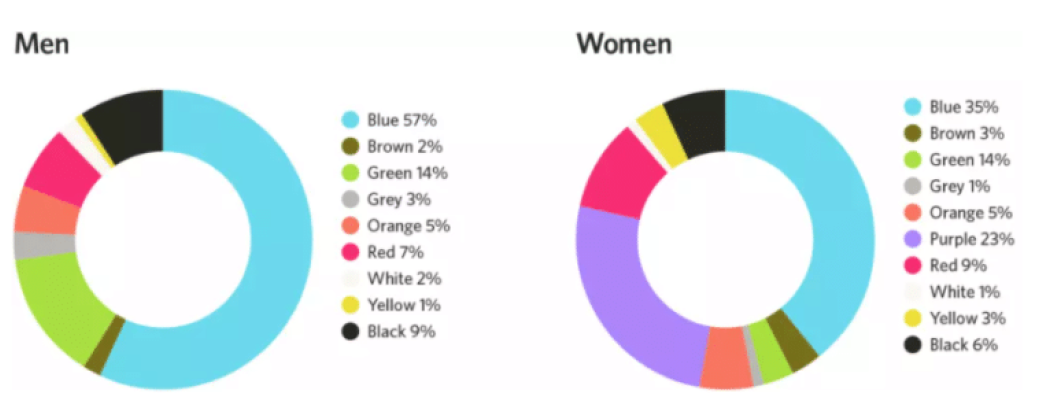 Men
Blue 57%
Brown 2%
Green 14%
Grey 3%
Orange 5%
Red 7%
White 2%
Yellow 1%
Black 9%
Women
Blue 35%
Brown 3%
Green 14%
Grey 1%
Orange 5%
Purple 23%
Red 9%
White 1%
Yellow 3%
Black 6%